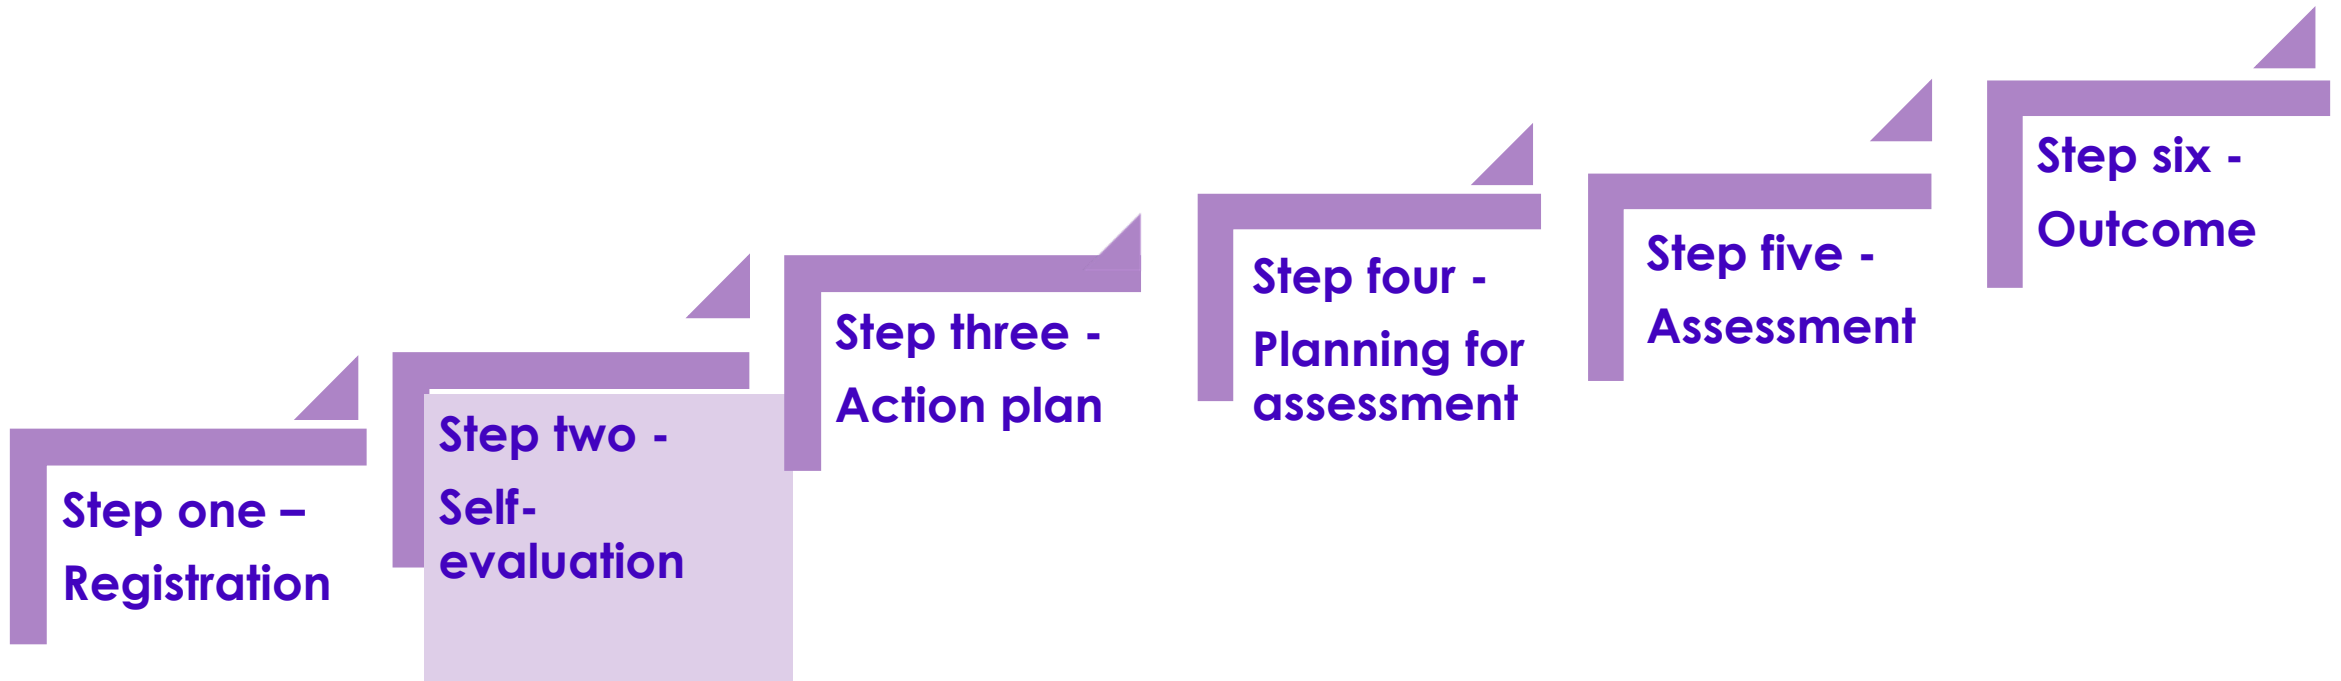 Step one –
Registration
Step two -
Self-
evaluation
Step three -
Action plan
Step four -
Planning for
assessment
Step five -
Assessment
Step six -
Outcome